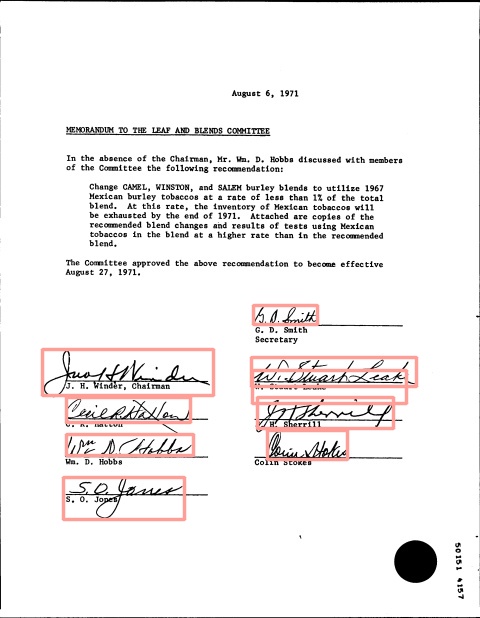 August 6, 1971
MEMORANDUM TO THE LEAF AND BLENDS COMMITTEE
In the absence of the Chairman, Mr. Wm. D. Hobbs discussed with members
of the Committee the following recommendation:
Change CAMEL, WINSTON, and SALEM burley blends to utilize 1967
Mexican burley tobaccos at a rate of less than 1% of the total
blend. At this rate, the inventory of Mexican tobaccos will
be exhausted by the end of 1971. Attached are copies of the
recommended blend changes and results of tests using Mexican
tobaccos in the blend at a higher rate than in the recommended
blend.
The Committee approved the above recommendation to become effective
August 27, 1971.
G. D. Smith
G. D. Smith
Secretary
J. H. Winder, Chairman
W. Stuart Leak
Wm. D. Hobbs
Wm. D. Hobbs
J H Sherrill
H. Sherrill
Colin Stokes
Colin Stokes
S. O. Jones
S. O. Jones
50151 4157